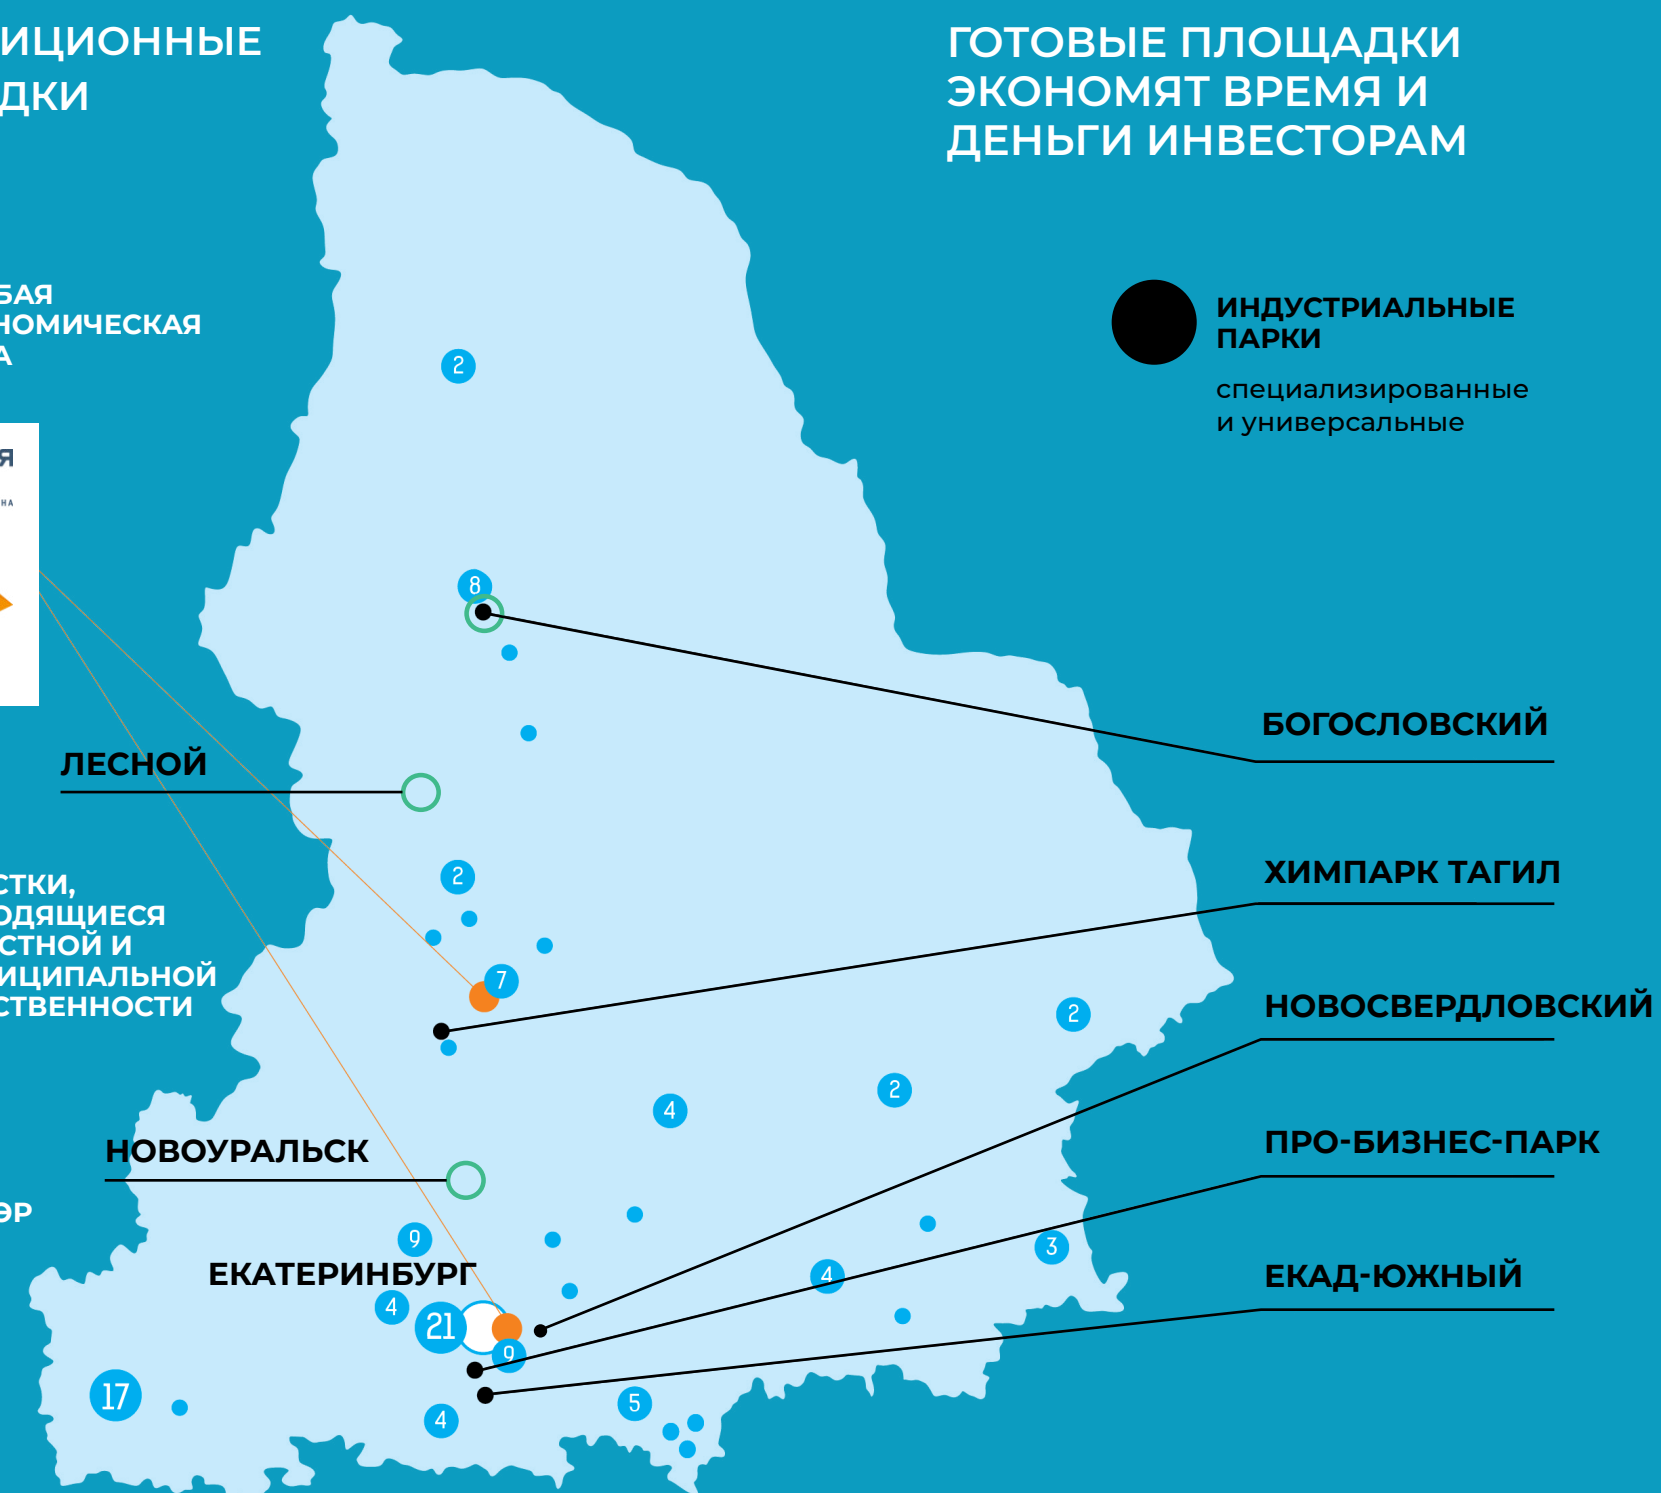 ИЦИОННЫЕ
ДКИ
ГОТОВЫЕ ПЛОЩАДКИ
ЭКОНОМЯТ ВРЕМЯ И
ДЕНЬГИ ИНВЕСТОРАМ
БАЯ
НОМИЧЕСКАЯ
А
ИНДУСТРИАЛЬНЫЕ
ПАРКИ
специализированные
и универсальные
Я
НА
2
8
БОГОСЛОВСКИЙ
ЛЕСНОЙ
2
ХИМПАРК ТАГИЛ
СТКИ,
ОДЯЩИЕСЯ
СТНОЙ И
ИЦИПАЛЬНОЙ
СТВЕННОСТИ
7
2
НОВОСВЕРДЛОВСКИЙ
2
4
НОВОУРАЛЬСК
ПРО-БИЗНЕС-ПАРК
ЭР
9
3
ЕКАТЕРИНБУРГ
4
ЕКАД-ЮЖНЫЙ
4
21
9
17
5
4